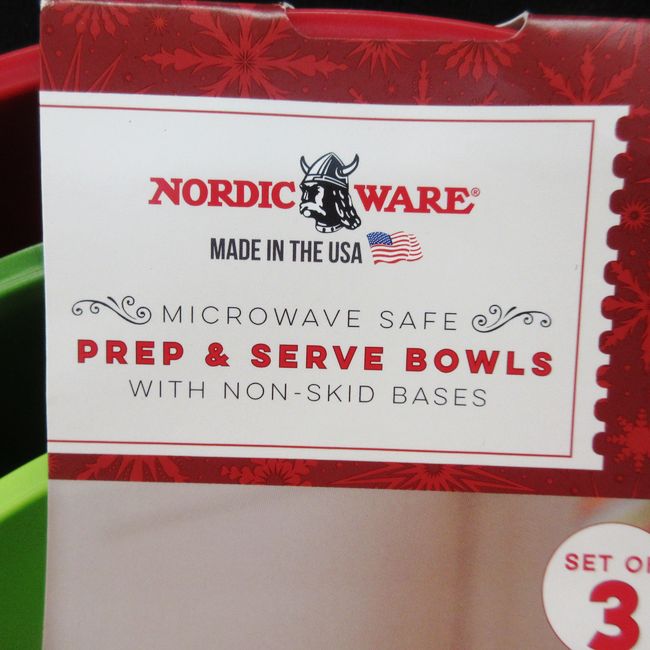 NORDIC WARE®
MADE IN THE USA
MICROWAVE SAFE
PREP & SERVE BOWLS
WITH NON-SKID BASES
SET OF
3